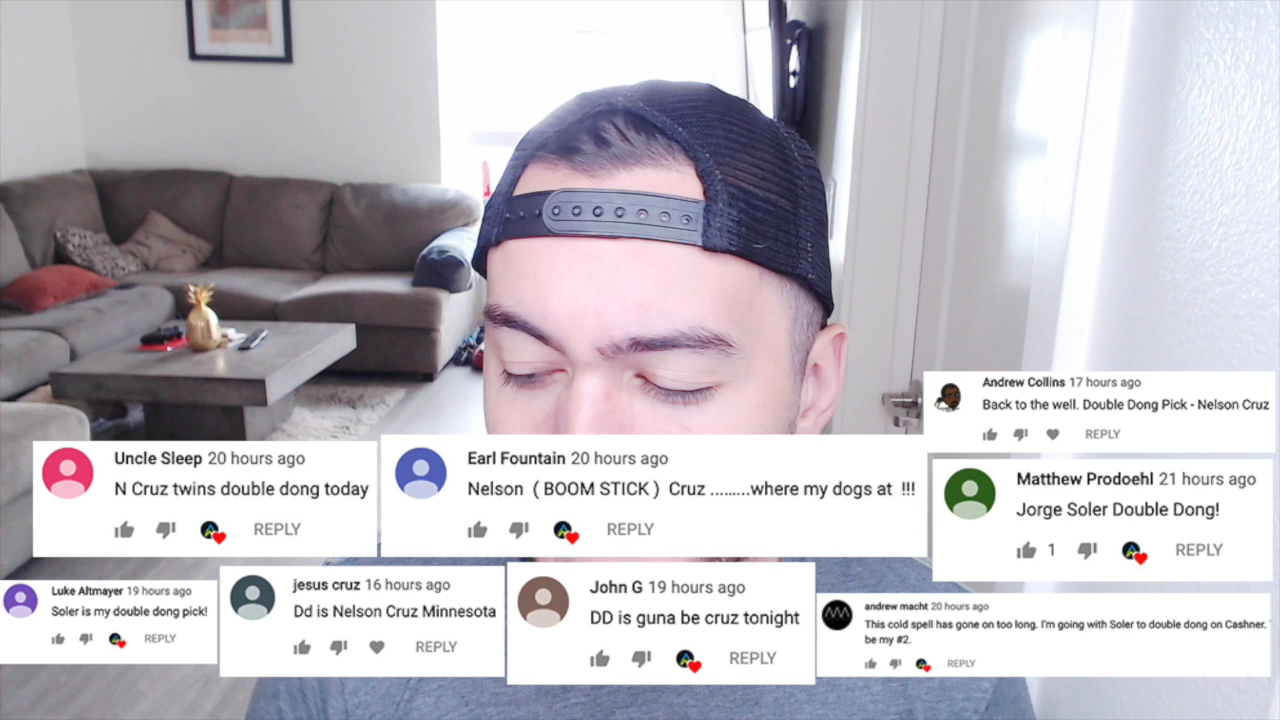 Andrew Collins 17 hours ago
Back to the well. Double Dong Pick - Nelson Cruz
REPLY
Uncle Sleep 20 hours ago
N Cruz twins double dong today
REPLY
Earl Fountain 20 hours ago
Nelson ( BOOM STICK ) Cruz .........where my dogs at !!!
REPLY
Matthew Prodoehl 21 hours ago
Jorge Soler Double Dong!
1 REPLY
Luke Altmayer 19 hours ago
Soler is my double dong pick!
REPLY
jesus cruz 16 hours ago
Dd is Nelson Cruz Minnesota
REPLY
John G 19 hours ago
DD is guna be cruz tonight
REPLY
andrew macht 20 hours ago
This cold spell has gone on too long. I'm going with Soler to double dong on Cashner.
be my #2.
REPLY